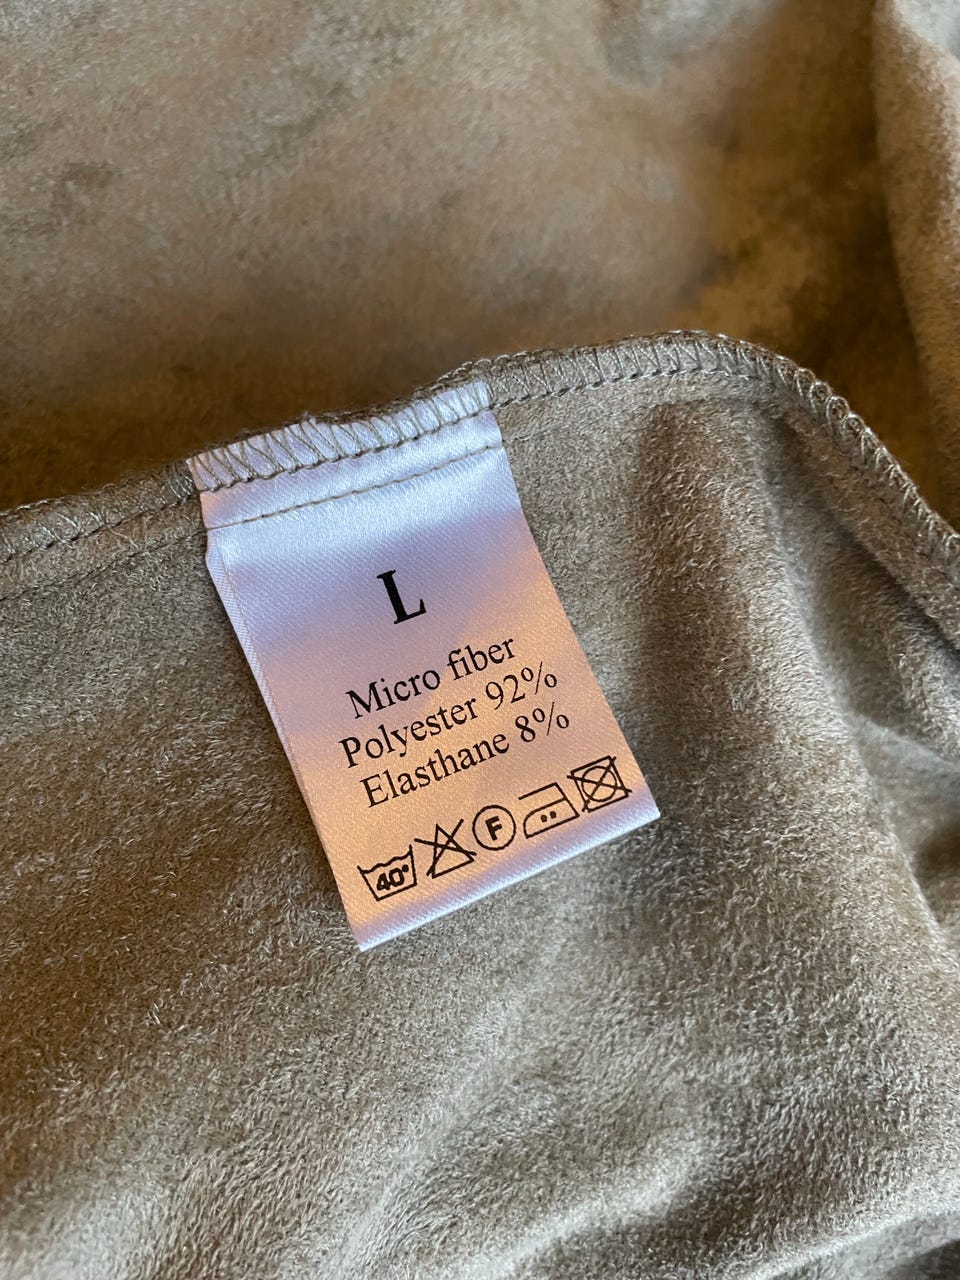 L
Micro fiber
Polyester 92%
Elasthane 8%
40° F